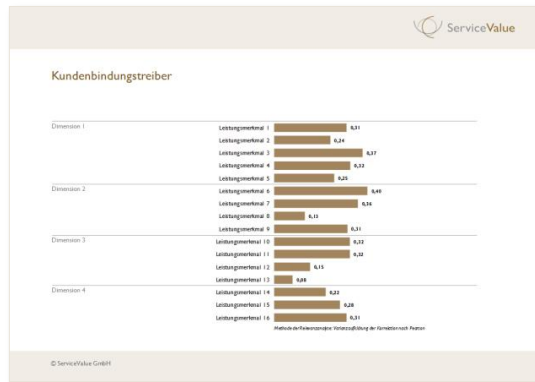 ServiceValue
Kundenbindungstreiber
Dimension 1
Leistungsmerkmal 1 0,31
Leistungsmerkmal 2 0,24
Leistungsmerkmal 3 0,37
Leistungsmerkmal 4 0,32
Leistungsmerkmal 5 0,25
Dimension 2
Leistungsmerkmal 6 0,40
Leistungsmerkmal 7 0,36
Leistungsmerkmal 8 0,13
Leistungsmerkmal 9 0,31
Dimension 3
Leistungsmerkmal 10 0,32
Leistungsmerkmal 11 0,32
Leistungsmerkmal 12 0,15
Leistungsmerkmal 13 0,08
Dimension 4
Leistungsmerkmal 14 0,22
Leistungsmerkmal 15 0,28
Leistungsmerkmal 16 0,31
Methode der Relevanzanalyse: Varianzaufklärung der Korrelation nach Pearson
© ServiceValue GmbH